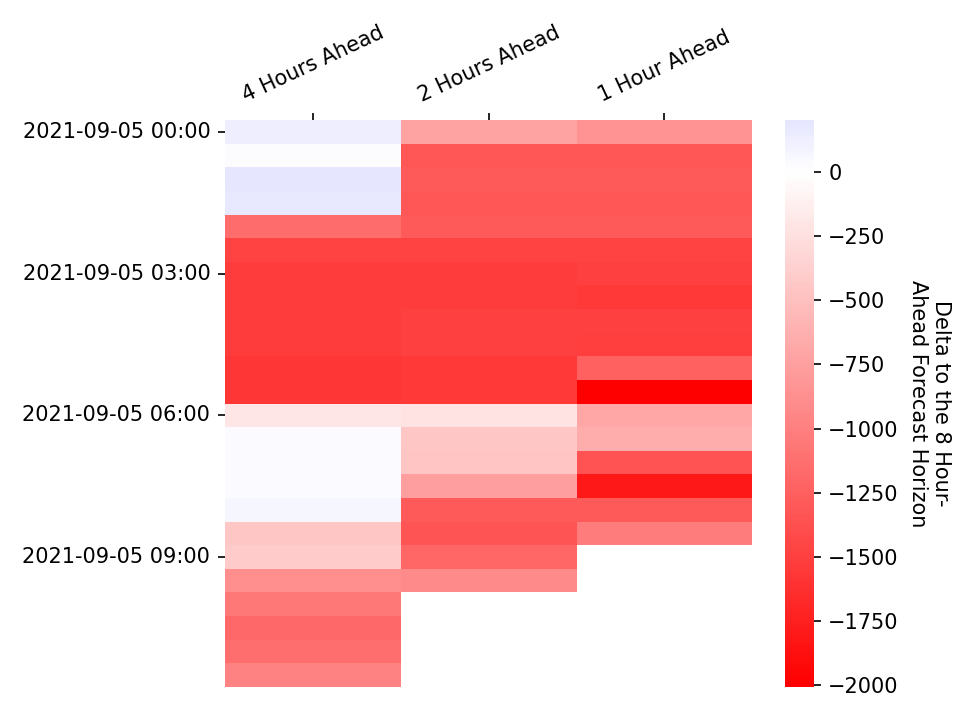 4 Hours Ahead
2 Hours Ahead
1 Hour Ahead
2021-09-05 00:00
2021-09-05 03:00
2021-09-05 06:00
2021-09-05 09:00
0
−250
−500
−750
−1000
−1250
−1500
−1750
−2000
Delta to the 8 Hour-
Ahead Forecast Horizon